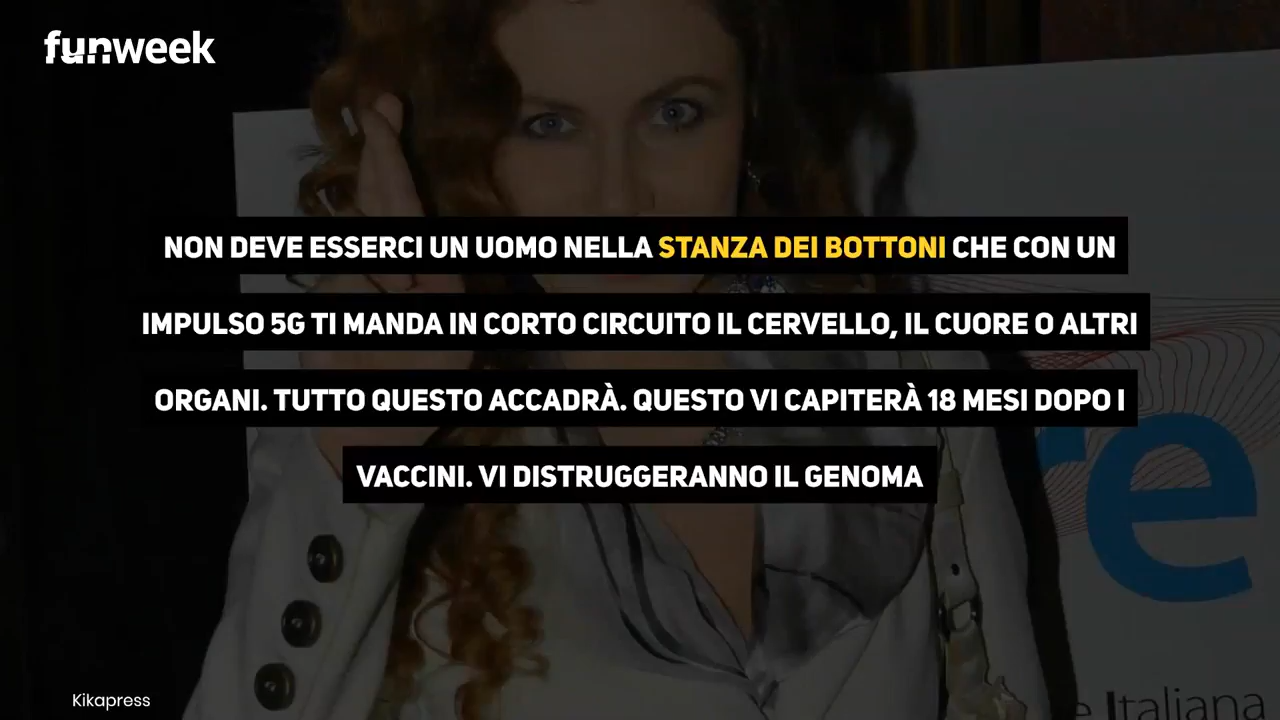 funweek
NON DEVE ESSERCI UN UOMO NELLA STANZA DEI BOTTONI CHE CON UN
IMPULSO 5G TI MANDA IN CORTO CIRCUITO IL CERVELLO, IL CUORE O ALTRI
ORGANI. TUTTO QUESTO ACCADRÀ. QUESTO VI CAPITERÀ 18 MESI DOPO I
VACCINI. VI DISTRUGGERANNO IL GENOMA
re
e Italiana
Kikapress